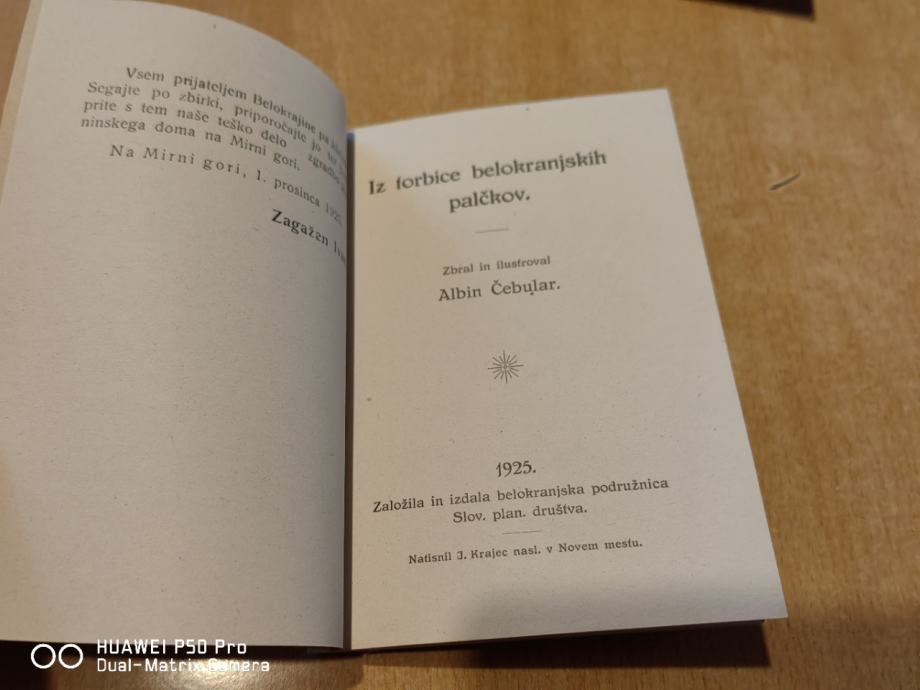 Vsem prijateljem Belokrajine pa
Segajte po zbirki, priporočajte jo
prite s tem naše teško delo
ninskega doma na Mirni gori.
Na Mirni gori, 1. prosinca
Zagažen
Iz torbice belokranjskih
palčkov.
Zbral in ilustroval
Albin Čebular.
1925.
Založila in izdala belokranjska podružnica
Slov. plan. društva.
Natisnil J. Krajec nasl. v Novem mestu.
HUAWEI P50 Pro
Dual-Matrix Camera